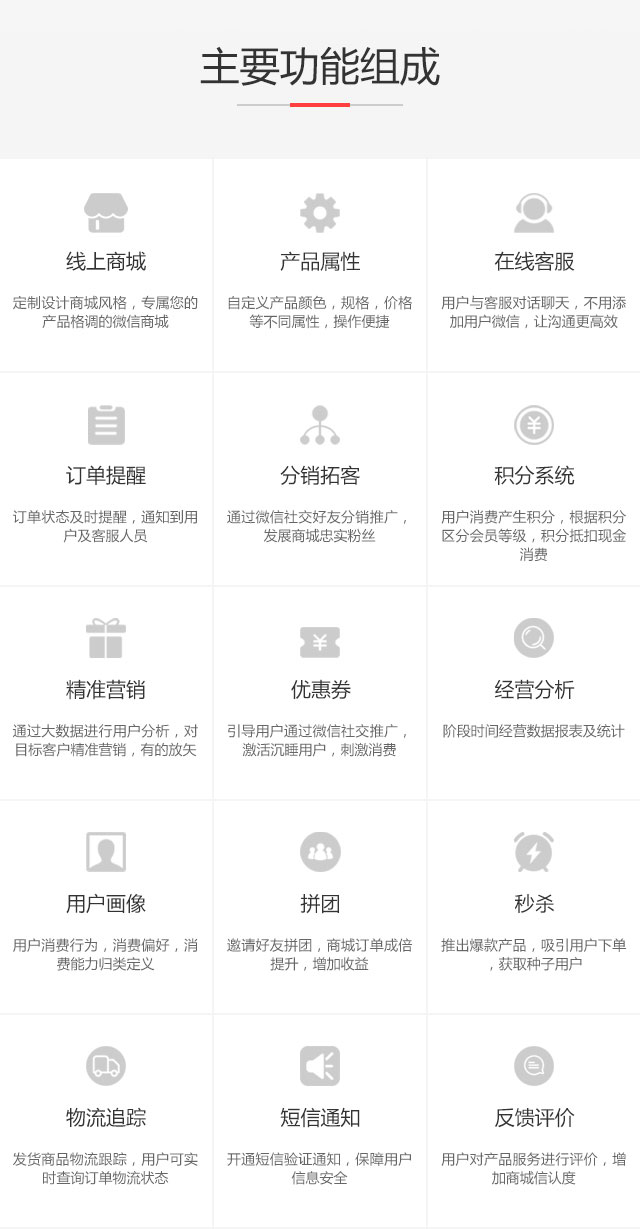 主要功能组成
线上商城
定制设计商城风格，专属您的
产品格调的微信商城
产品属性
自定义产品颜色，规格，价格
等不同属性，操作便捷
在线客服
用户与客服对话聊天，不用添
加用户微信，让沟通更高效
订单提醒
订单状态及时提醒，通知到用
户及客服人员
分销拓客
通过微信社交好友分销推广，
发展商城忠实粉丝
积分系统
用户消费产生积分，根据积分
区分会员等级，积分抵扣现金
消费
精准营销
通过大数据进行用户分析，对
目标客户精准营销，有的放矢
优惠券
引导用户通过微信社交推广，
激活沉睡用户，刺激消费
经营分析
阶段时间经营数据报表及统计
用户画像
用户消费行为，消费偏好，消
费能力归类定义
拼团
邀请好友拼团，商城订单成倍
提升，增加收益
秒杀
推出爆款产品，吸引用户下单
，获取种子用户
物流追踪
发货商品物流跟踪，用户可实
时查询订单物流状态
短信通知
开通短信验证通知，保障用户
信息安全
反馈评价
用户对产品服务进行评价，增
加商城信认度